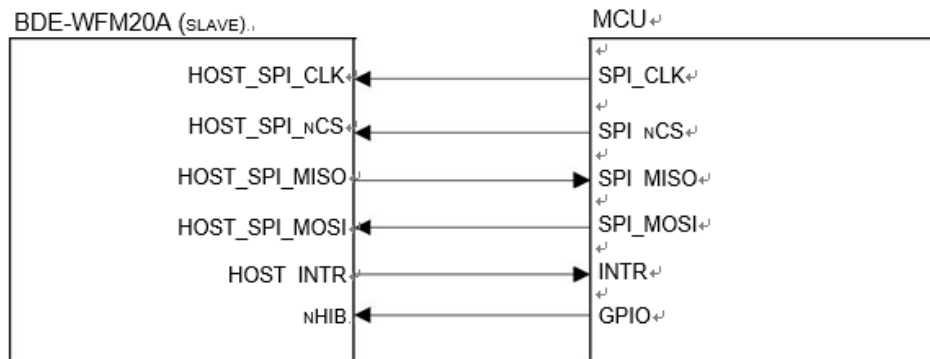 BDE-WFM20A (SLAVE)
MCU
HOST_SPI_CLK
SPI_CLK
HOST_SPI_nCS
SPI nCS
HOST_SPI_MISO
SPI MISO
HOST_SPI_MOSI
SPI_MOSI
HOST INTR
INTR
nHIB
GPIO